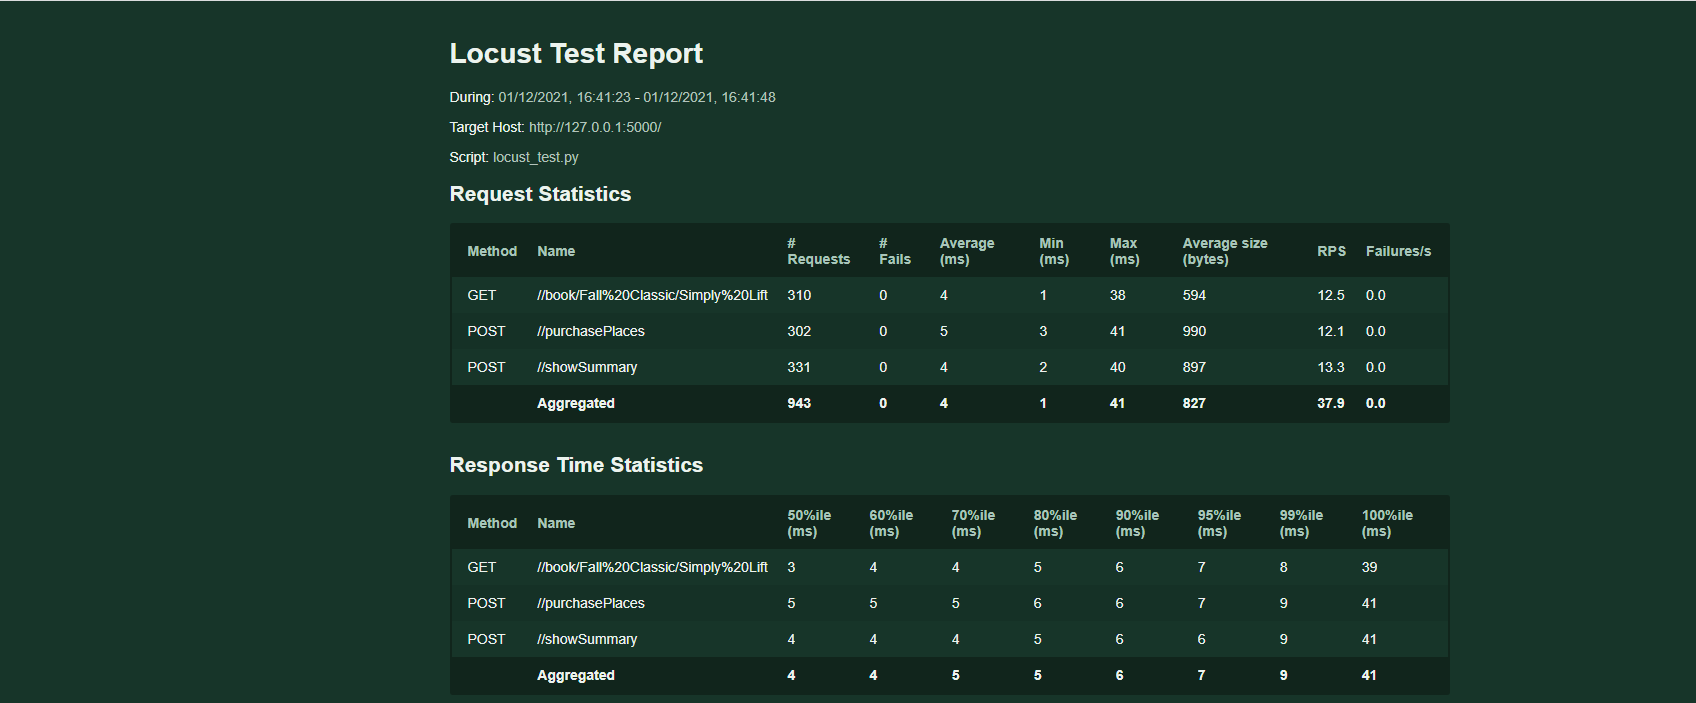 Locust Test Report
During: 01/12/2021, 16:41:23 - 01/12/2021, 16:41:48
Target Host: http://127.0.0.1:5000/
Script: locust_test.py
Request Statistics
Method Name # Requests # Fails Average (ms) Min (ms) Max (ms) Average size (bytes) RPS Failures/s
GET //book/Fall%20Classic/Simply%20Lift 310 0 4 1 38 594 12.5 0.0
POST //purchasePlaces 302 0 5 3 41 990 12.1 0.0
POST //showSummary 331 0 4 2 40 897 13.3 0.0
Aggregated 943 0 4 1 41 827 37.9 0.0
Response Time Statistics
Method Name 50%ile (ms) 60%ile (ms) 70%ile (ms) 80%ile (ms) 90%ile (ms) 95%ile (ms) 99%ile (ms) 100%ile (ms)
GET //book/Fall%20Classic/Simply%20Lift 3 4 4 5 6 7 8 39
POST //purchasePlaces 5 5 5 6 6 7 9 41
POST //showSummary 4 4 4 5 6 6 9 41
Aggregated 4 4 5 5 6 7 9 41